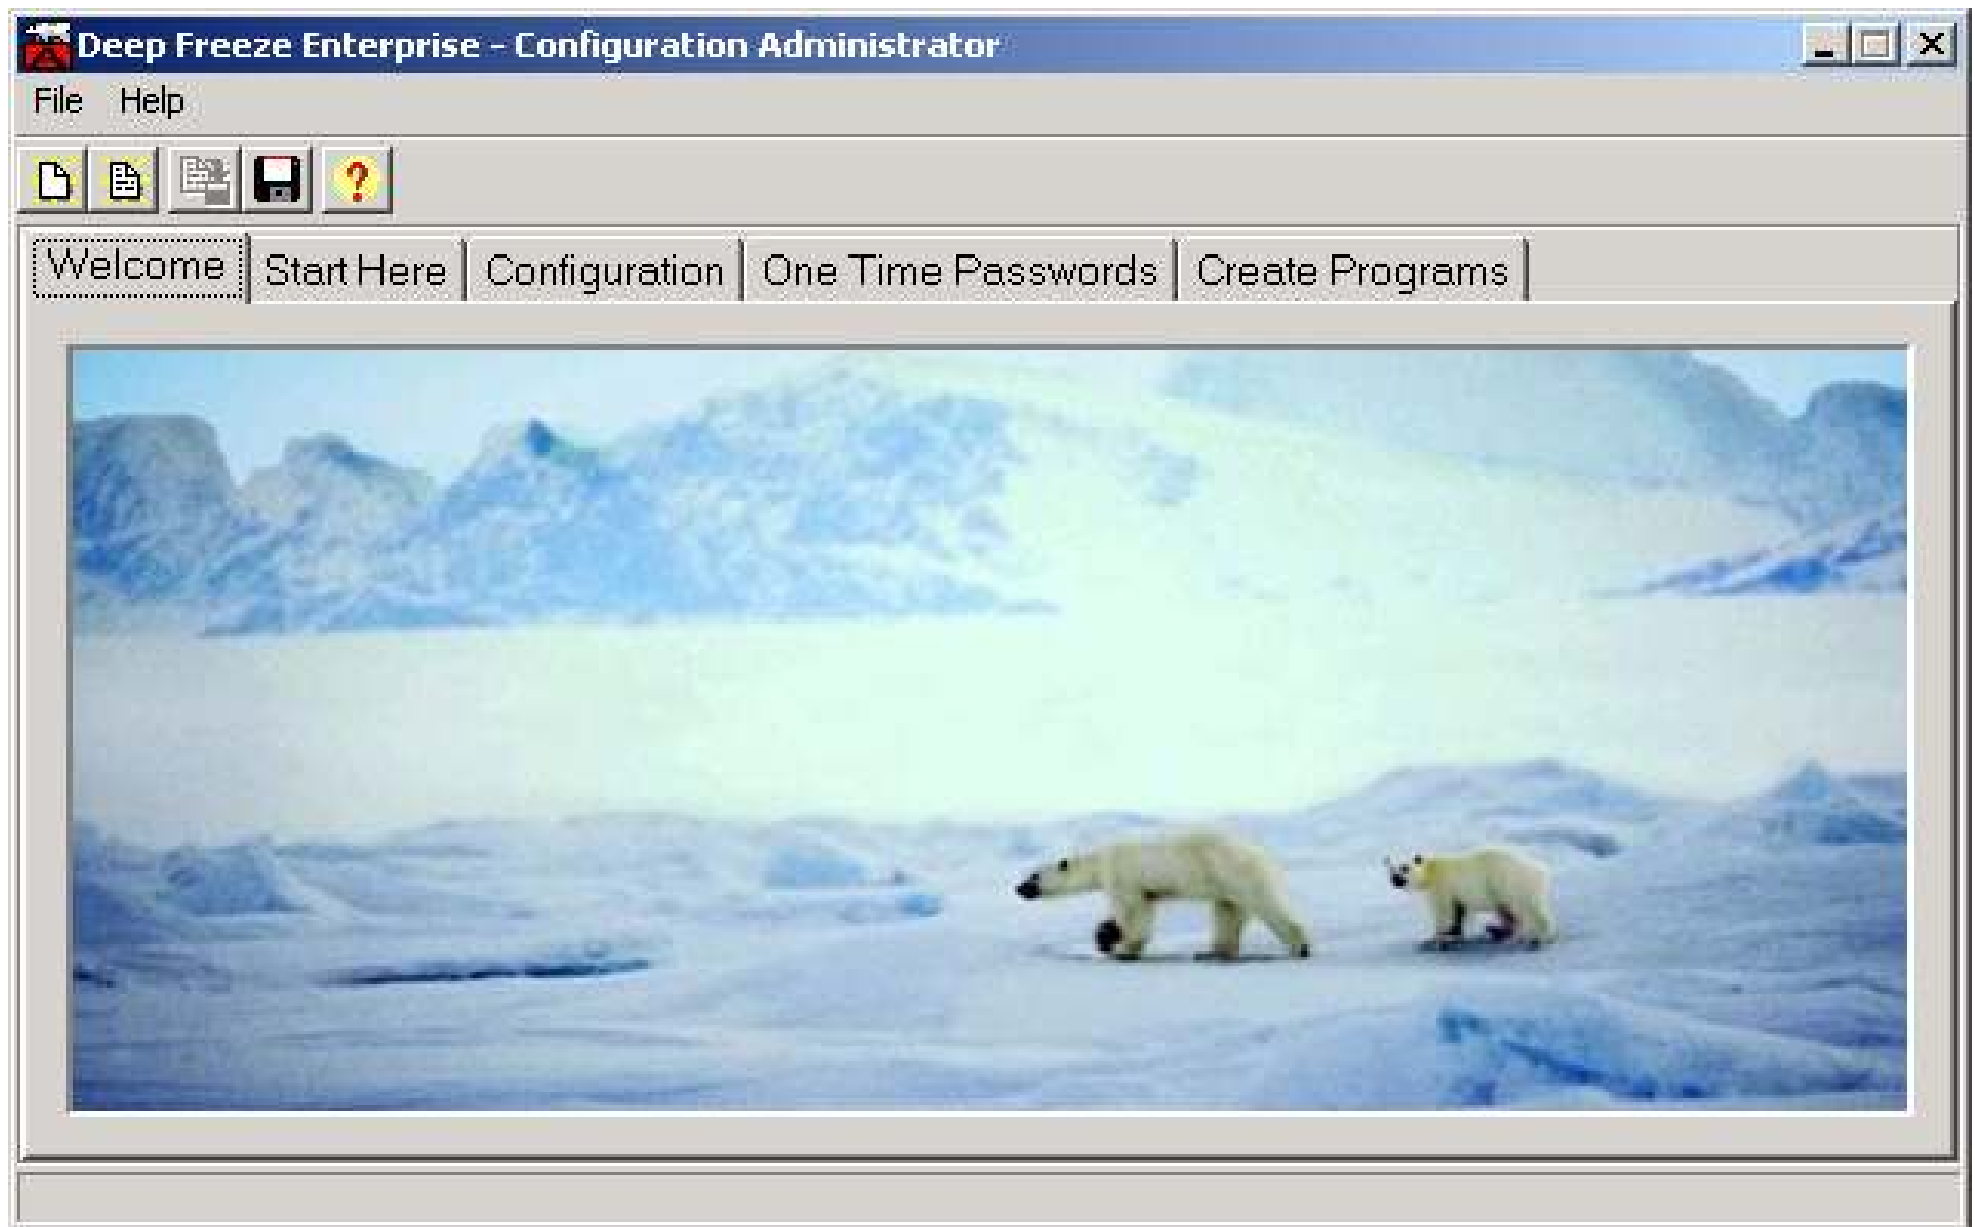 Deep Freeze Enterprise - Configuration Administrator
File Help
Welcome Start Here Configuration One Time Passwords Create Programs